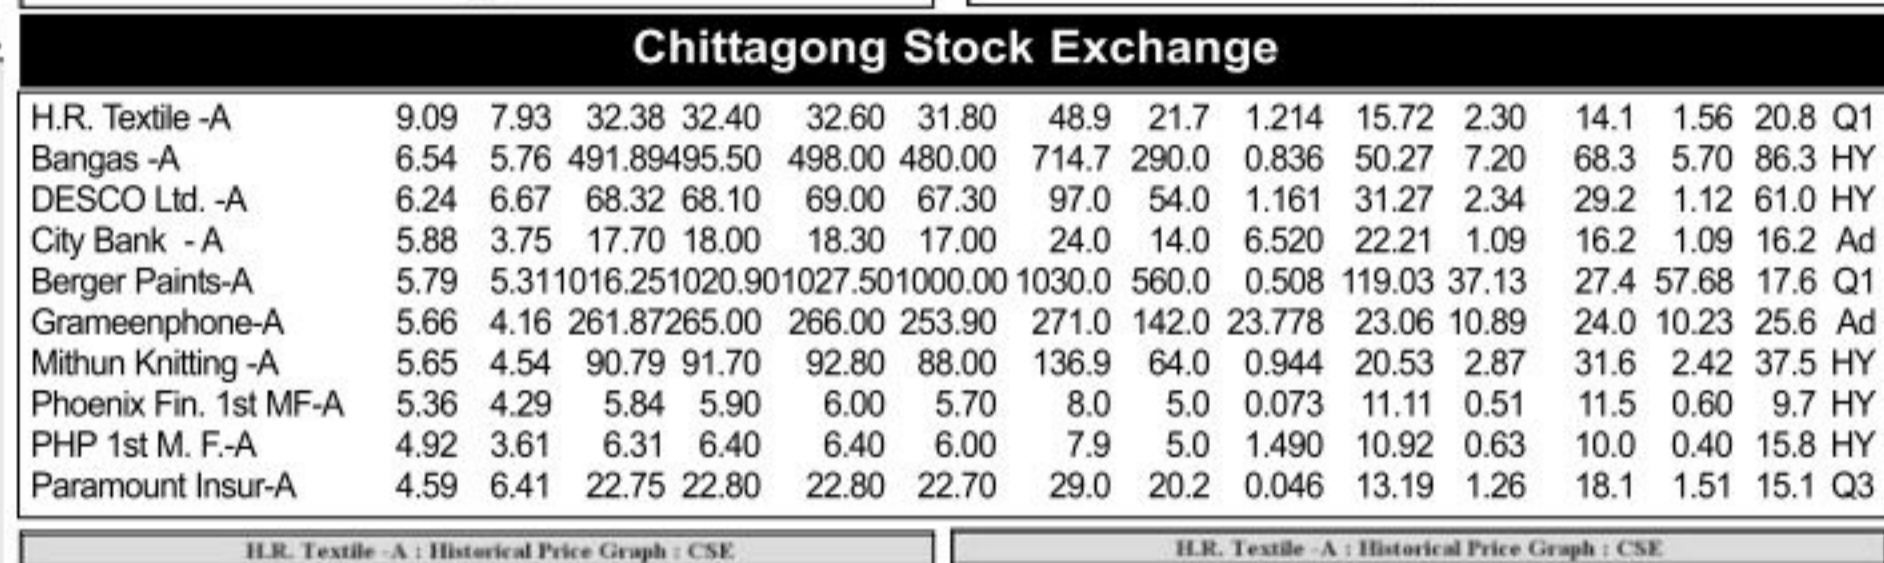 Chittagong Stock Exchange
H.R. Textile -A 9.09 7.93 32.38 32.40 32.60 31.80 48.9 21.7 1.214 15.72 2.30 14.1 1.56 20.8 Q1
Bangas -A 6.54 5.76 491.89495.50 498.00 480.00 714.7 290.0 0.836 50.27 7.20 68.3 5.70 86.3 HY
DESCO Ltd. -A 6.24 6.67 68.32 68.10 69.00 67.30 97.0 54.0 1.161 31.27 2.34 29.2 1.12 61.0 HY
City Bank - A 5.88 3.75 17.70 18.00 18.30 17.00 24.0 14.0 6.520 22.21 1.09 16.2 1.09 16.2 Ad
Berger Paints-A 5.79 5.311016.251020.901027.501000.00 1030.0 560.0 0.508 119.03 37.13 27.4 57.68 17.6 Q1
Grameenphone-A 5.66 4.16 261.87265.00 266.00 253.90 271.0 142.0 23.778 23.06 10.89 24.0 10.23 25.6 Ad
Mithun Knitting -A 5.65 4.54 90.79 91.70 92.80 88.00 136.9 64.0 0.944 20.53 2.87 31.6 2.42 37.5 HY
Phoenix Fin. 1st MF-A 5.36 4.29 5.84 5.90 6.00 5.70 8.0 5.0 0.073 11.11 0.51 11.5 0.60 9.7 HY
PHP 1st M. F.-A 4.92 3.61 6.31 6.40 6.40 6.00 7.9 5.0 1.490 10.92 0.63 10.0 0.40 15.8 HY
Paramount Insur-A 4.59 6.41 22.75 22.80 22.80 22.70 29.0 20.2 0.046 13.19 1.26 18.1 1.51 15.1 Q3
H.R. Textile -A : Historical Price Graph : CSE
H.R. Textile -A : Historical Price Graph : CSE